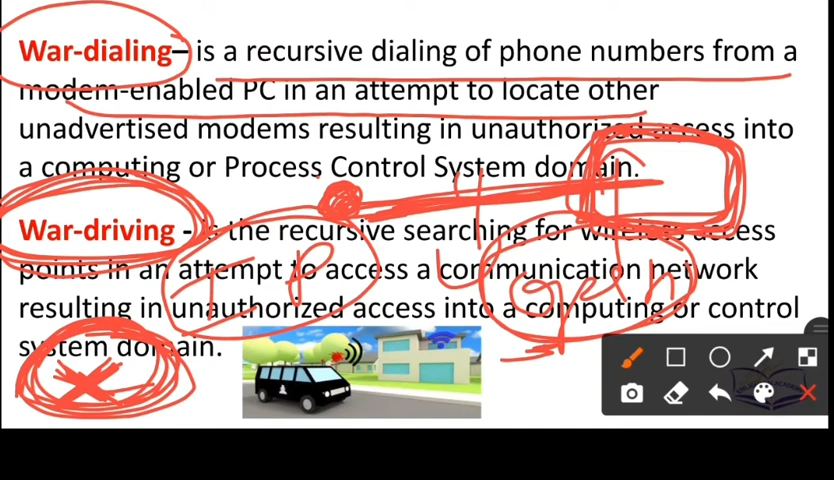 War-dialing– is a recursive dialing of phone numbers from a
modem-enabled PC in an attempt to locate other
unadvertised modems resulting in unauthorized access into
a computing or Process Control System domain.
War-driving - is the recursive searching for wireless access
points in an attempt to access a communication network
resulting in unauthorized access into a computing or control
system domain.
IP